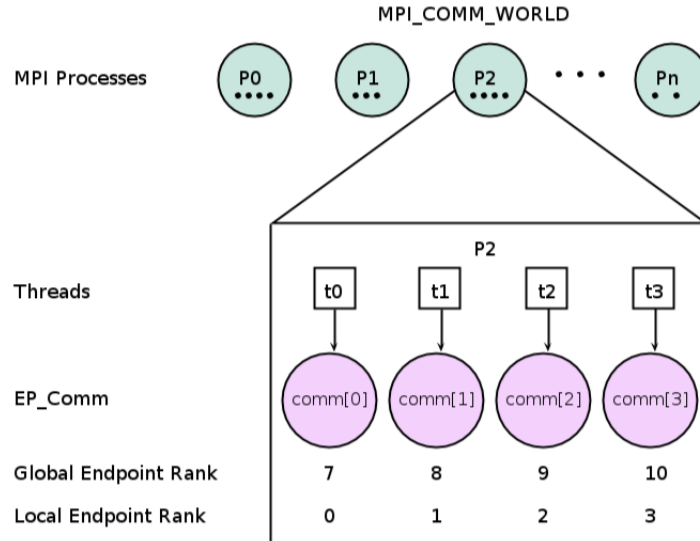 MPI_COMM_WORLD
MPI Processes P0 P1 P2 Pn
P2
Threads t0 t1 t2 t3
EP_Comm comm[0] comm[1] comm[2] comm[3]
Global Endpoint Rank 7 8 9 10
Local Endpoint Rank 0 1 2 3